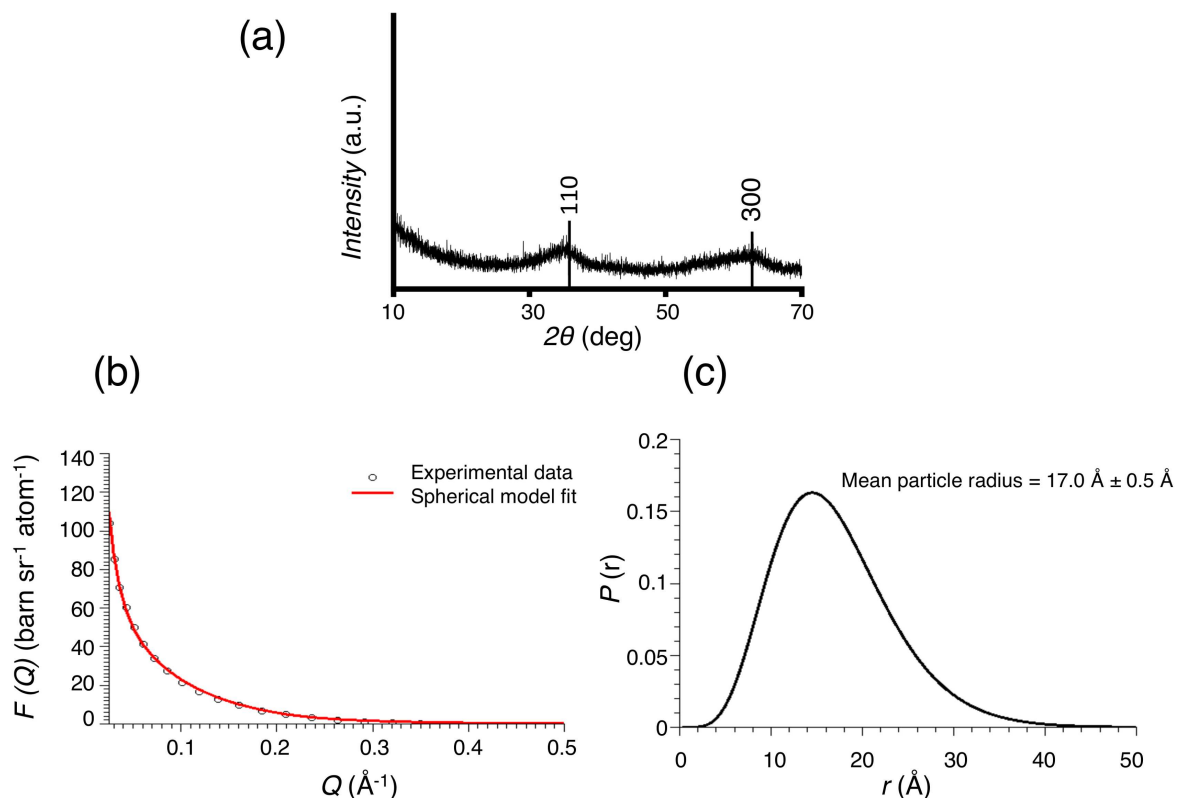 (a)
Intensity (a.u.)
110
300
10
30
50
70
2θ (deg)
(b)
F (Q) (barn sr⁻¹ atom⁻¹)
140
120
100
80
60
40
20
0
Experimental data
Spherical model fit
0.1
0.2
0.3
0.4
0.5
Q (Å⁻¹)
(c)
P (r)
0.2
0.15
0.1
0.05
0
Mean particle radius = 17.0 Å ± 0.5 Å
0
10
20
30
40
50
r (Å)